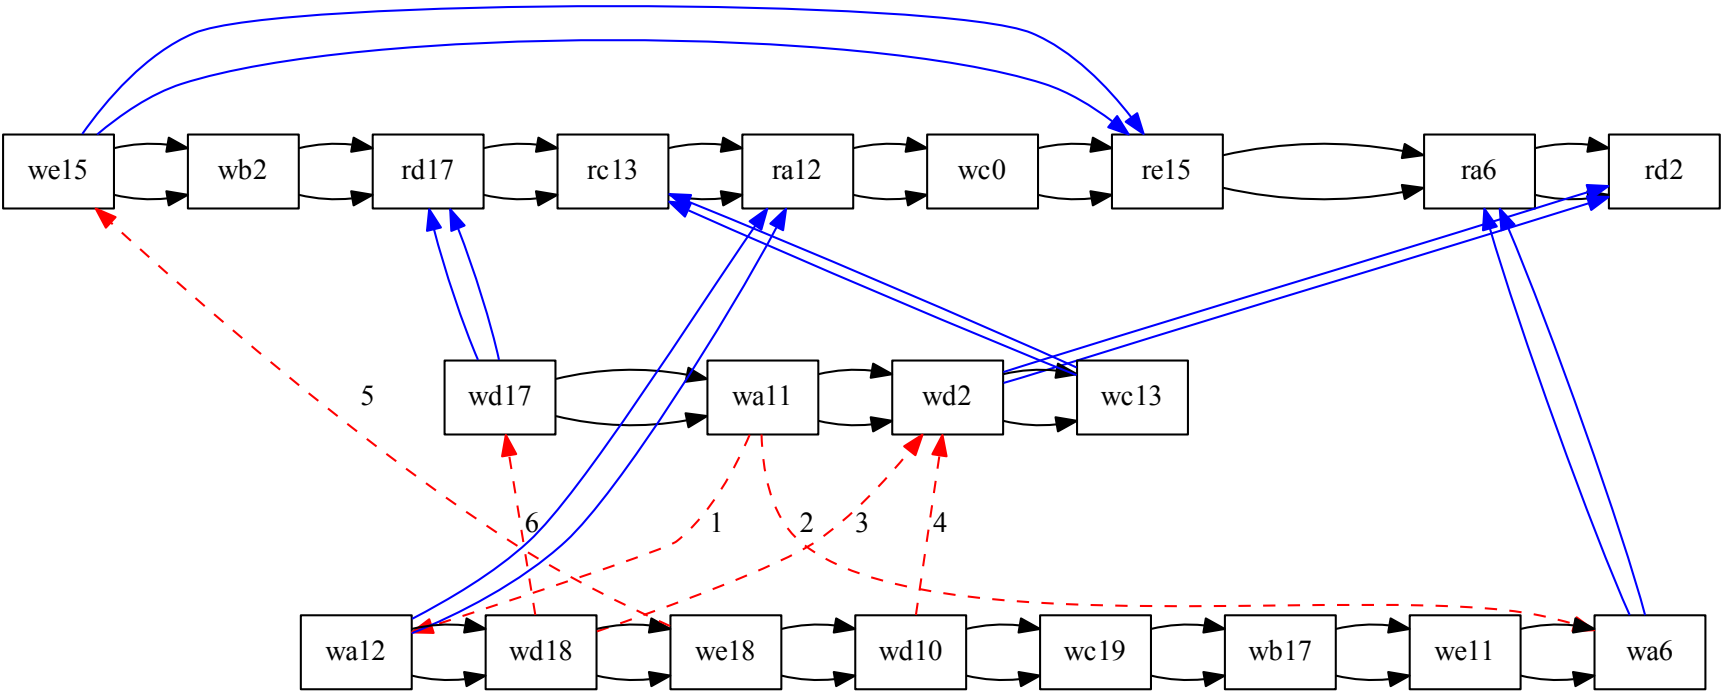 we15 wb2 rd17 rc13 ra12 wc0 re15 ra6 rd2
wd17 wa11 wd2 wc13
5
6 1 2 3 4
wa12 wd18 we18 wd10 wc19 wb17 we11 wa6